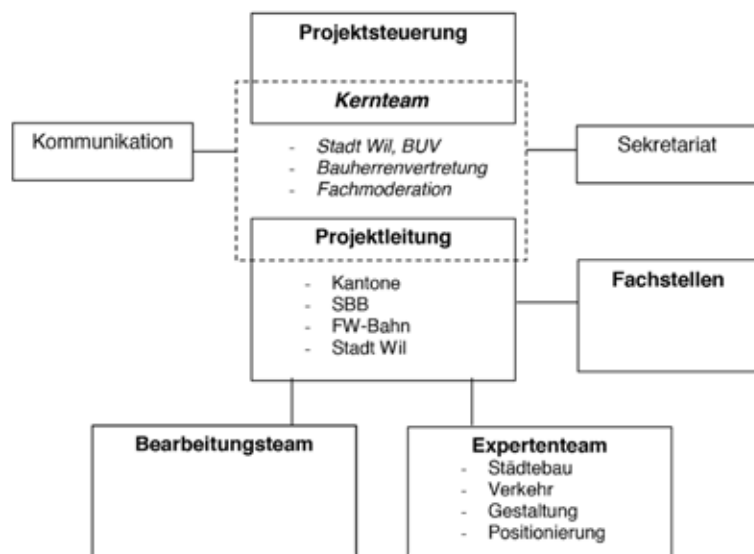 Projektsteuerung
Kernteam
Kommunikation
- Stadt Wil, BUV
- Bauherrenvertretung
- Fachmoderation
Sekretariat
Projektleitung
- Kantone
- SBB
- FW-Bahn
- Stadt Wil
Fachstellen
Bearbeitungsteam
Expertenteam
- Städtebau
- Verkehr
- Gestaltung
- Positionierung